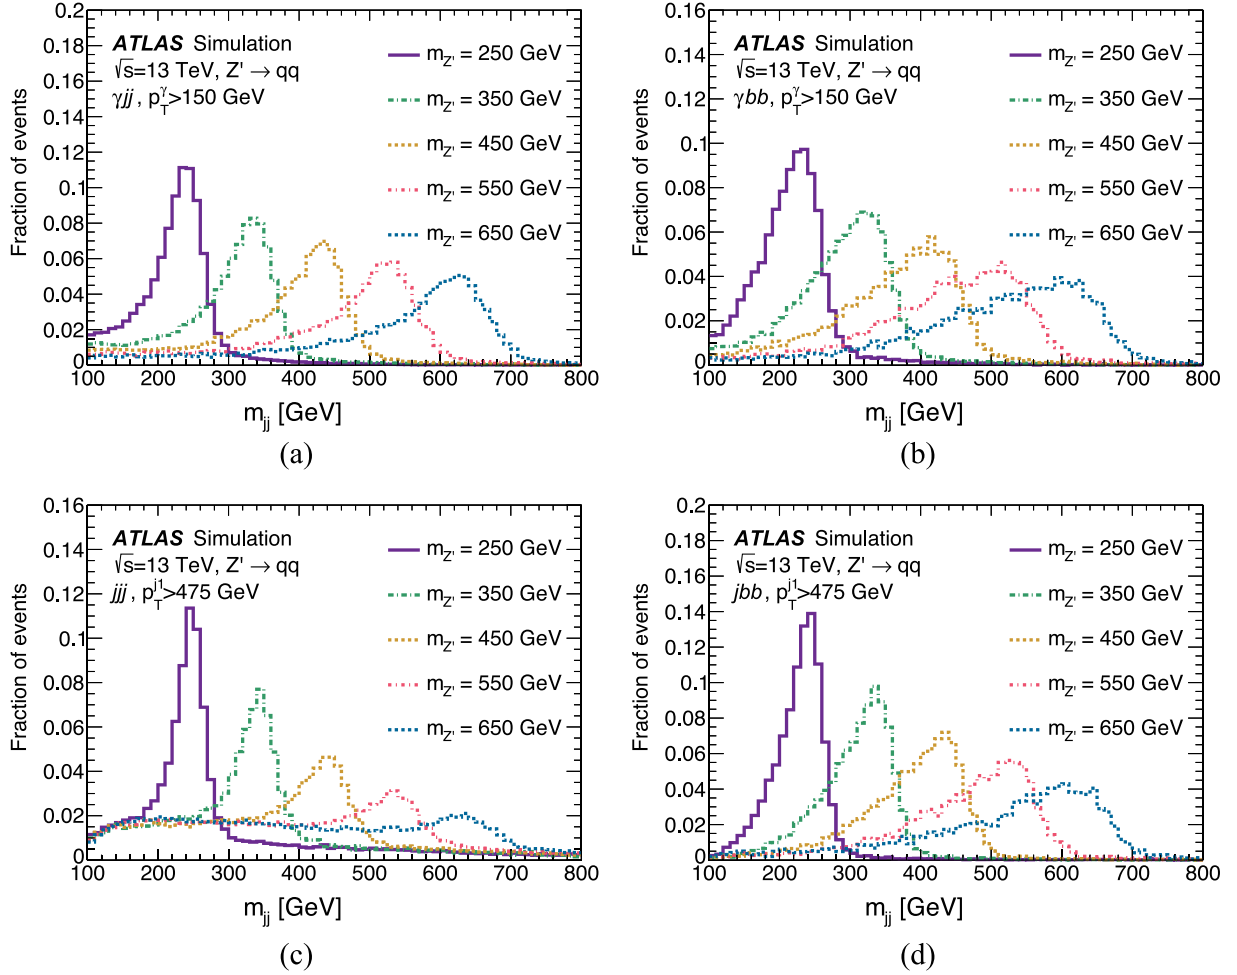 ATLAS Simulation
√s=13 TeV, Z' → qq
γjj, p_T^γ>150 GeV
m_Z' = 250 GeV
m_Z' = 350 GeV
m_Z' = 450 GeV
m_Z' = 550 GeV
m_Z' = 650 GeV
Fraction of events
0.2
0.18
0.16
0.14
0.12
0.1
0.08
0.06
0.04
0.02
0
100 200 300 400 500 600 700 800
m_jj [GeV]
(a)
ATLAS Simulation
√s=13 TeV, Z' → qq
γbb, p_T^γ>150 GeV
m_Z' = 250 GeV
m_Z' = 350 GeV
m_Z' = 450 GeV
m_Z' = 550 GeV
m_Z' = 650 GeV
Fraction of events
0.16
0.14
0.12
0.1
0.08
0.06
0.04
0.02
0
100 200 300 400 500 600 700 800
m_jj [GeV]
(b)
ATLAS Simulation
√s=13 TeV, Z' → qq
jjj, p_T^j1>475 GeV
m_Z' = 250 GeV
m_Z' = 350 GeV
m_Z' = 450 GeV
m_Z' = 550 GeV
m_Z' = 650 GeV
Fraction of events
0.16
0.14
0.12
0.1
0.08
0.06
0.04
0.02
0
100 200 300 400 500 600 700 800
m_jj [GeV]
(c)
ATLAS Simulation
√s=13 TeV, Z' → qq
jbb, p_T^j1>475 GeV
m_Z' = 250 GeV
m_Z' = 350 GeV
m_Z' = 450 GeV
m_Z' = 550 GeV
m_Z' = 650 GeV
Fraction of events
0.2
0.18
0.16
0.14
0.12
0.1
0.08
0.06
0.04
0.02
0
100 200 300 400 500 600 700 800
m_jj [GeV]
(d)